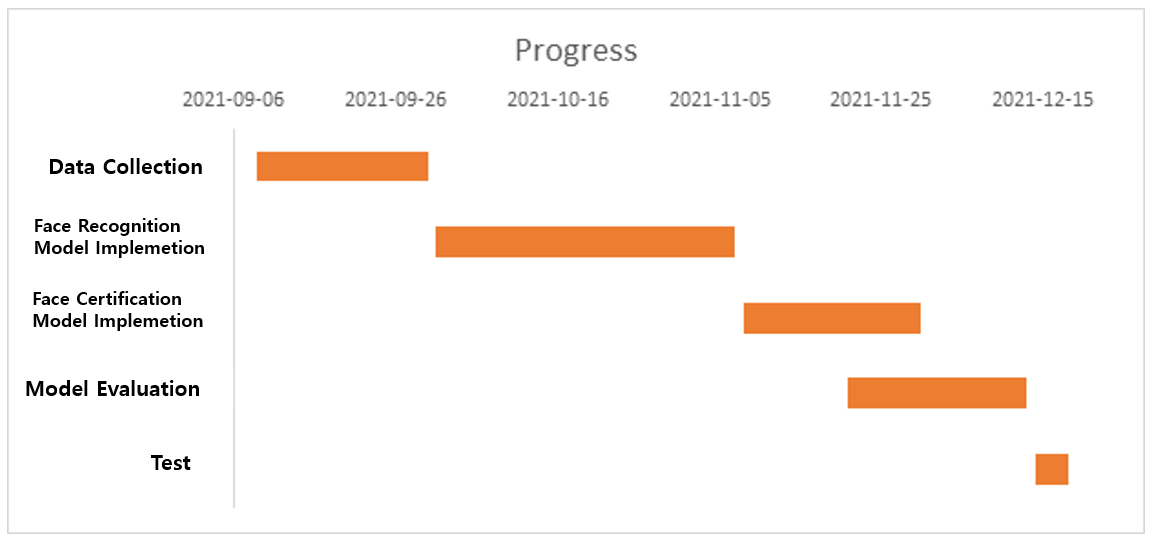 Progress
2021-09-06 2021-09-26 2021-10-16 2021-11-05 2021-11-25 2021-12-15
Data Collection
Face Recognition
Model Implemetion
Face Certification
Model Implemetion
Model Evaluation
Test